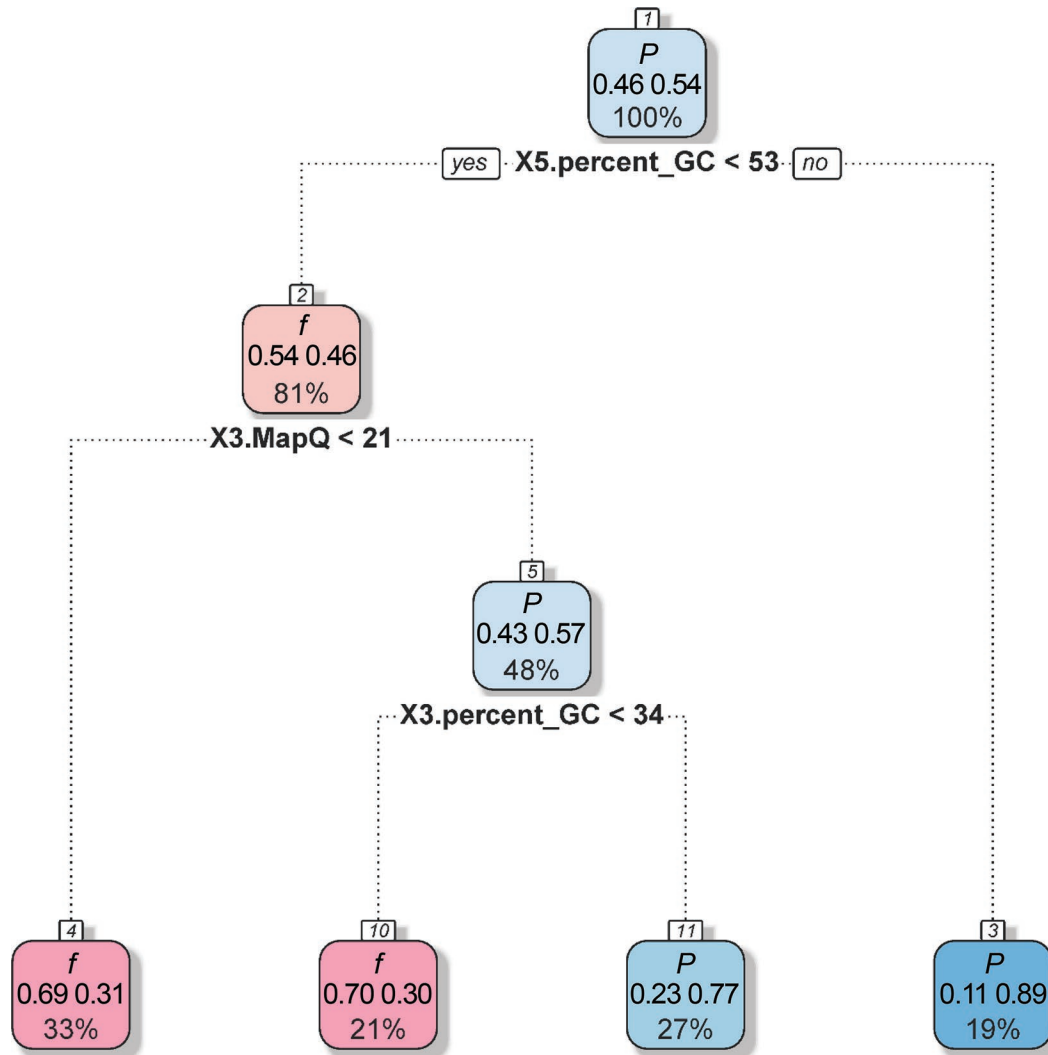 1
P
0.46 0.54
100%
yes X5.percent_GC < 53 no
2
f
0.54 0.46
81%
X3.MapQ < 21
5
P
0.43 0.57
48%
X3.percent_GC < 34
4
f
0.69 0.31
33%
10
f
0.70 0.30
21%
11
P
0.23 0.77
27%
3
P
0.11 0.89
19%